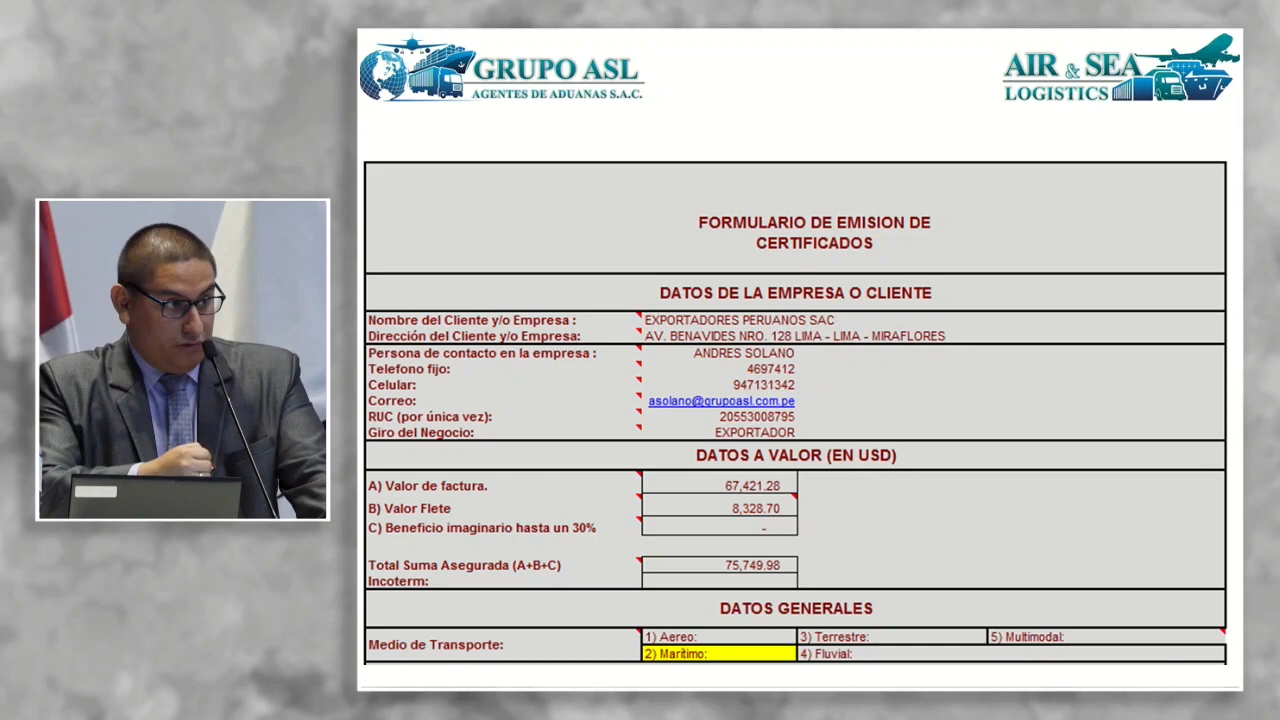 GRUPO ASL
AGENTES DE ADUANAS S.A.C.
AIR & SEA
LOGISTICS
FORMULARIO DE EMISION DE
CERTIFICADOS
DATOS DE LA EMPRESA O CLIENTE
Nombre del Cliente y/o Empresa : EXPORTADORES PERUANOS SAC
Dirección del Cliente y/o Empresa: AV. BENAVIDES NRO. 128 LIMA - LIMA - MIRAFLORES
Persona de contacto en la empresa : ANDRES SOLANO
Telefono fijo: 4697412
Celular: 947131342
Correo: asolano@grupoasl.com.pe
RUC (por única vez): 20553008795
Giro del Negocio: EXPORTADOR
DATOS A VALOR (EN USD)
A) Valor de factura. 67,421.28
B) Valor Flete 8,328.70
C) Beneficio imaginario hasta un 30% -
Total Suma Asegurada (A+B+C) 75,749.98
Incoterm:
DATOS GENERALES
Medio de Transporte: 1) Aereo: 3) Terrestre: 5) Multimodal:
2) Marítimo: 4) Fluvial: